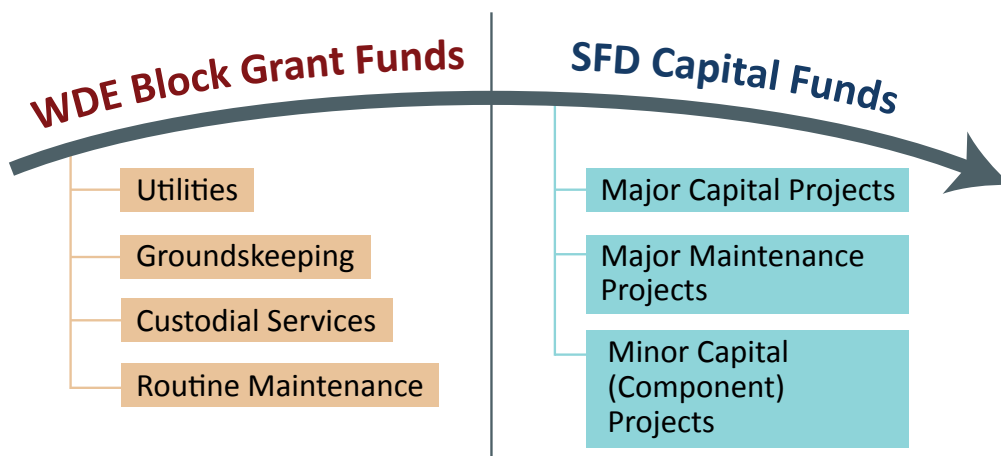 WDE Block Grant Funds
Utilities
Groundskeeping
Custodial Services
Routine Maintenance
SFD Capital Funds
Major Capital Projects
Major Maintenance
Projects
Minor Capital
(Component)
Projects